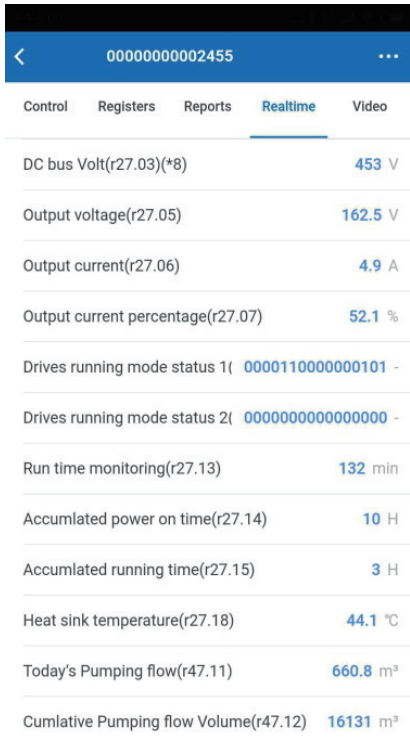 00000000002455 ...
Control Registers Reports Realtime Video
DC bus Volt(r27.03)(*8) 453 V
Output voltage(r27.05) 162.5 V
Output current(r27.06) 4.9 A
Output current percentage(r27.07) 52.1 %
Drives running mode status 1( 0000110000000101 -
Drives running mode status 2( 0000000000000000 -
Run time monitoring(r27.13) 132 min
Accumlated power on time(r27.14) 10 H
Accumlated running time(r27.15) 3 H
Heat sink temperature(r27.18) 44.1 ℃
Today's Pumping flow(r47.11) 660.8 m³
Cumlative Pumping flow Volume(r47.12) 16131 m³